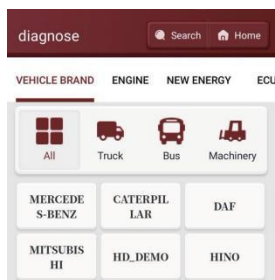 diagnose
Search
Home
VEHICLE BRAND ENGINE NEW ENERGY ECU
All Truck Bus Machinery
MERCEDE
S-BENZ
CATERPIL
LAR
DAF
MITSUBIS
HI
HD_DEMO
HINO